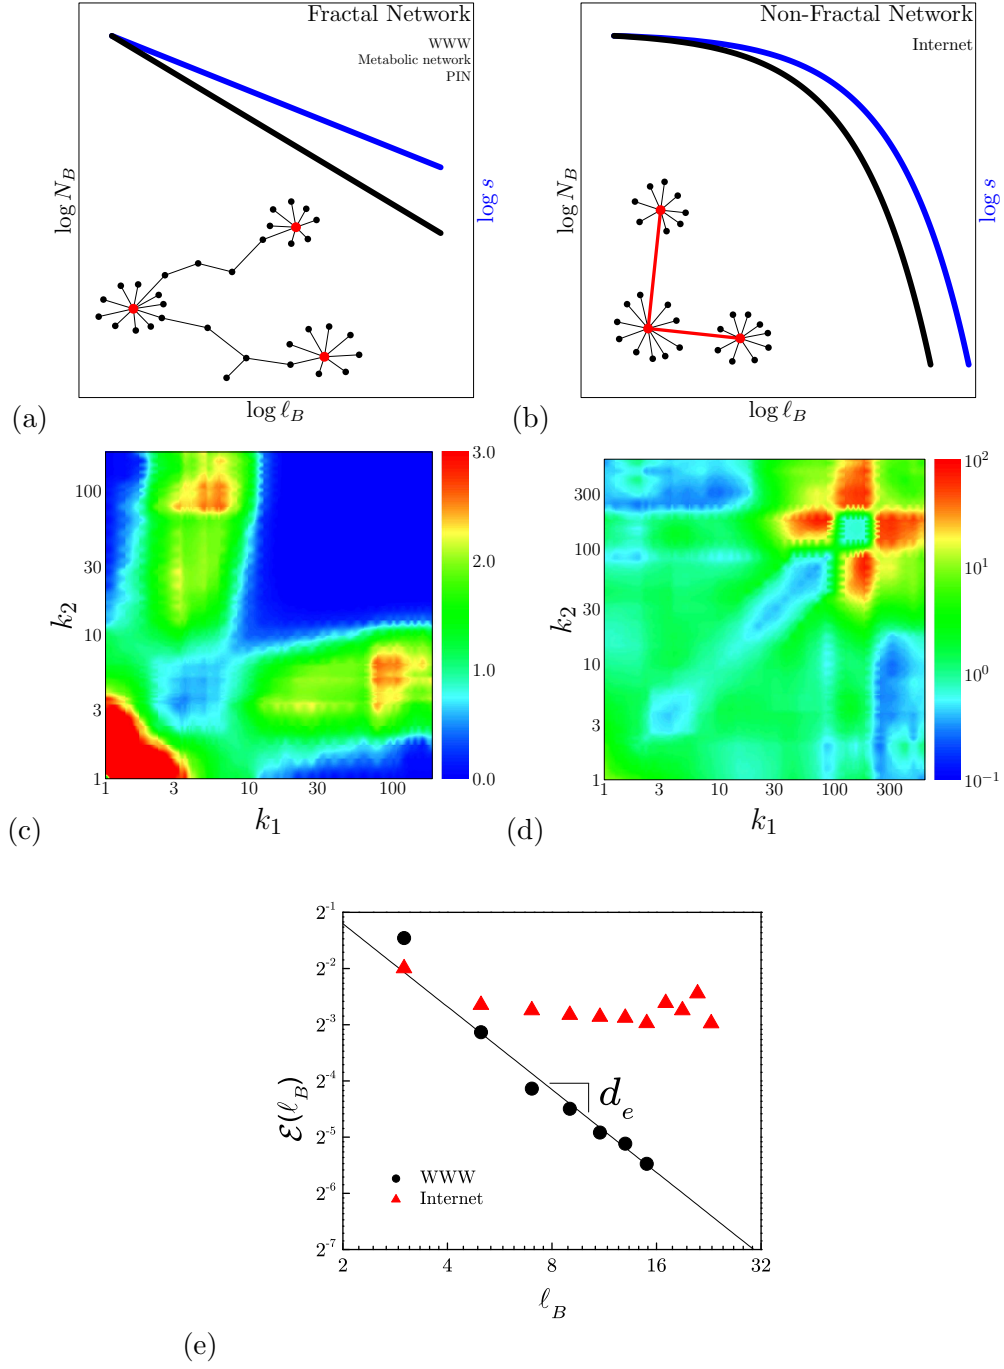 Fractal Network
WWW
Metabolic network
PIN
log N_B
log s
log ℓ_B
(a)
Non-Fractal Network
Internet
log N_B
log s
log ℓ_B
(b)
3.0
2.0
1.0
0.0
100
30
10
3
1
k_2
1 3 10 30 100
k_1
(c)
10^2
10^1
10^0
10^-1
300
100
30
10
3
1
k_2
1 3 10 30 100 300
k_1
(d)
2^-1
2^-2
2^-3
2^-4
2^-5
2^-6
2^-7
ℰ(ℓ_B)
d_e
WWW
Internet
2 4 8 16 32
ℓ_B
(e)